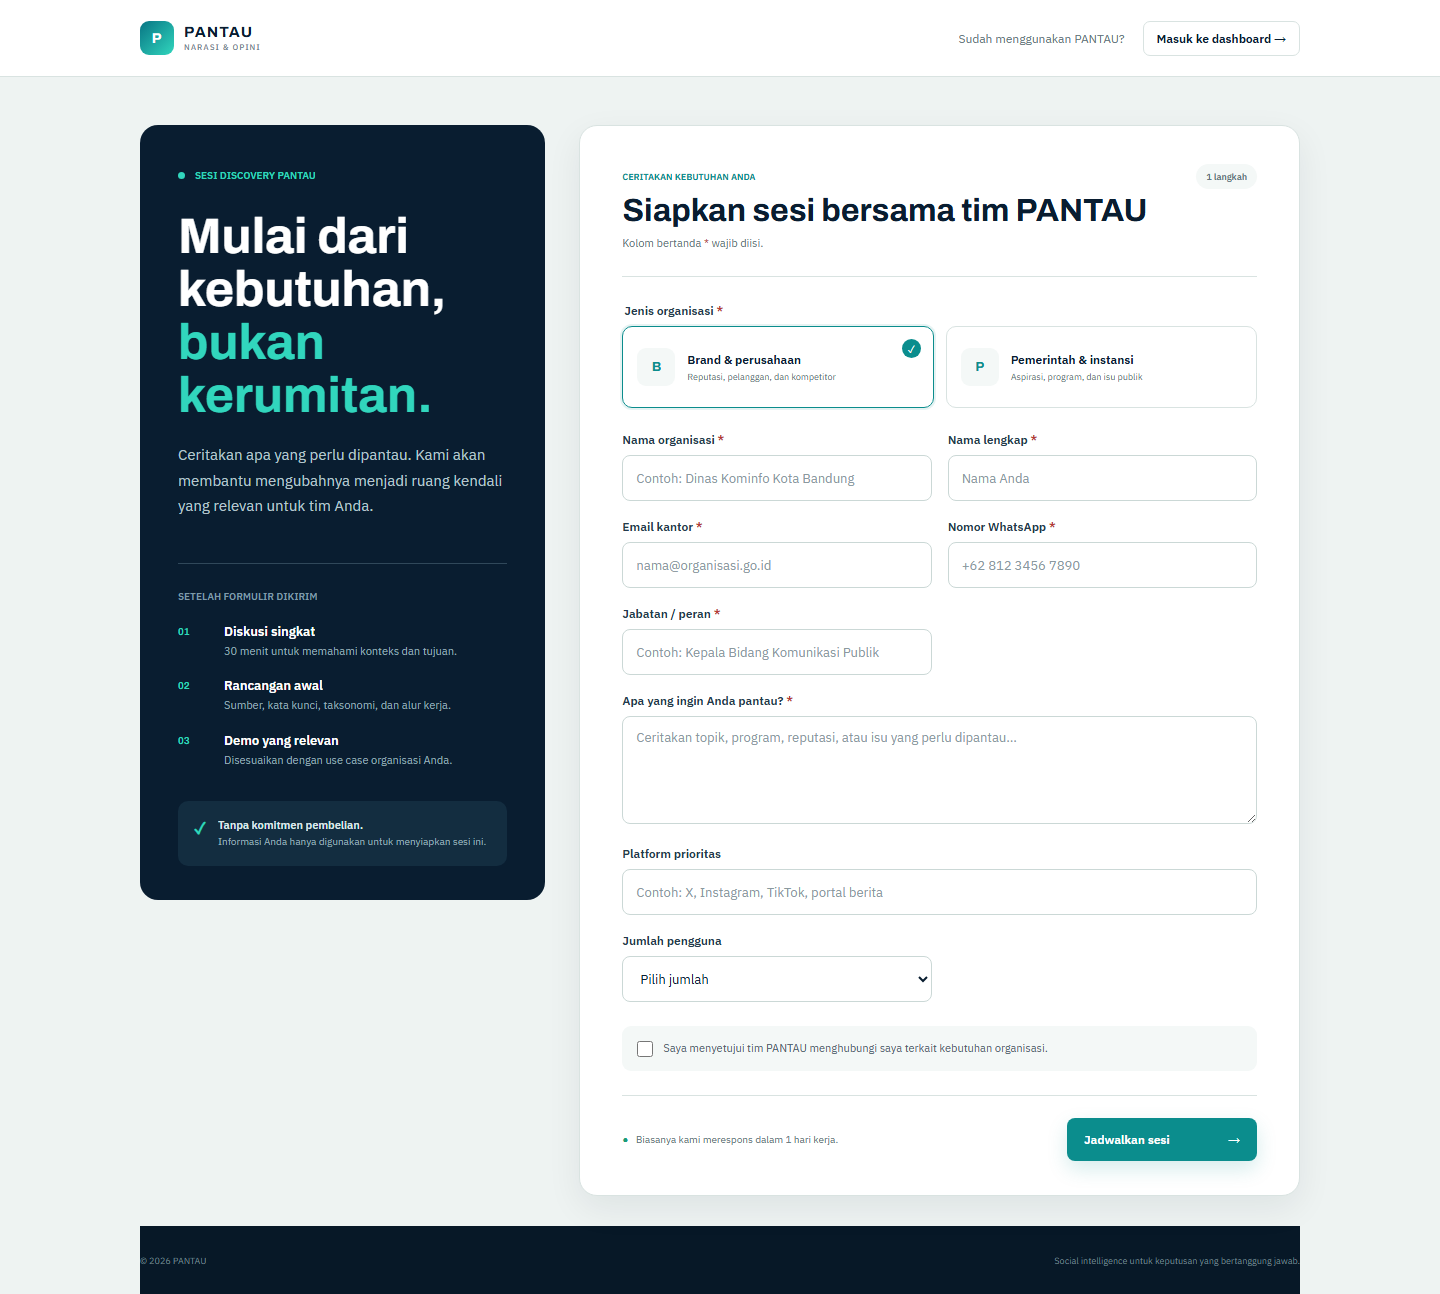 P
PANTAU
NARASI & OPINI
Sudah menggunakan PANTAU?
Masuk ke dashboard →
SESI DISCOVERY PANTAU
Mulai dari
kebutuhan,
bukan
kerumitan.
Ceritakan apa yang perlu dipantau. Kami akan
membantu mengubahnya menjadi ruang kendali
yang relevan untuk tim Anda.
SETELAH FORMULIR DIKIRIM
01
Diskusi singkat
30 menit untuk memahami konteks dan tujuan.
02
Rancangan awal
Sumber, kata kunci, taksonomi, dan alur kerja.
03
Demo yang relevan
Disesuaikan dengan use case organisasi Anda.
✓
Tanpa komitmen pembelian.
Informasi Anda hanya digunakan untuk menyiapkan sesi ini.
CERITAKAN KEBUTUHAN ANDA
1 langkah
Siapkan sesi bersama tim PANTAU
Kolom bertanda * wajib diisi.
Jenis organisasi *
B
Brand & perusahaan
Reputasi, pelanggan, dan kompetitor
✓
P
Pemerintah & instansi
Aspirasi, program, dan isu publik
Nama organisasi *
Contoh: Dinas Kominfo Kota Bandung
Nama lengkap *
Nama Anda
Email kantor *
nama@organisasi.go.id
Nomor WhatsApp *
+62 812 3456 7890
Jabatan / peran *
Contoh: Kepala Bidang Komunikasi Publik
Apa yang ingin Anda pantau? *
Ceritakan topik, program, reputasi, atau isu yang perlu dipantau...
Platform prioritas
Contoh: X, Instagram, TikTok, portal berita
Jumlah pengguna
Pilih jumlah
Saya menyetujui tim PANTAU menghubungi saya terkait kebutuhan organisasi.
Biasanya kami merespons dalam 1 hari kerja.
Jadwalkan sesi →
© 2026 PANTAU
Social intelligence untuk keputusan yang bertanggung jawab.